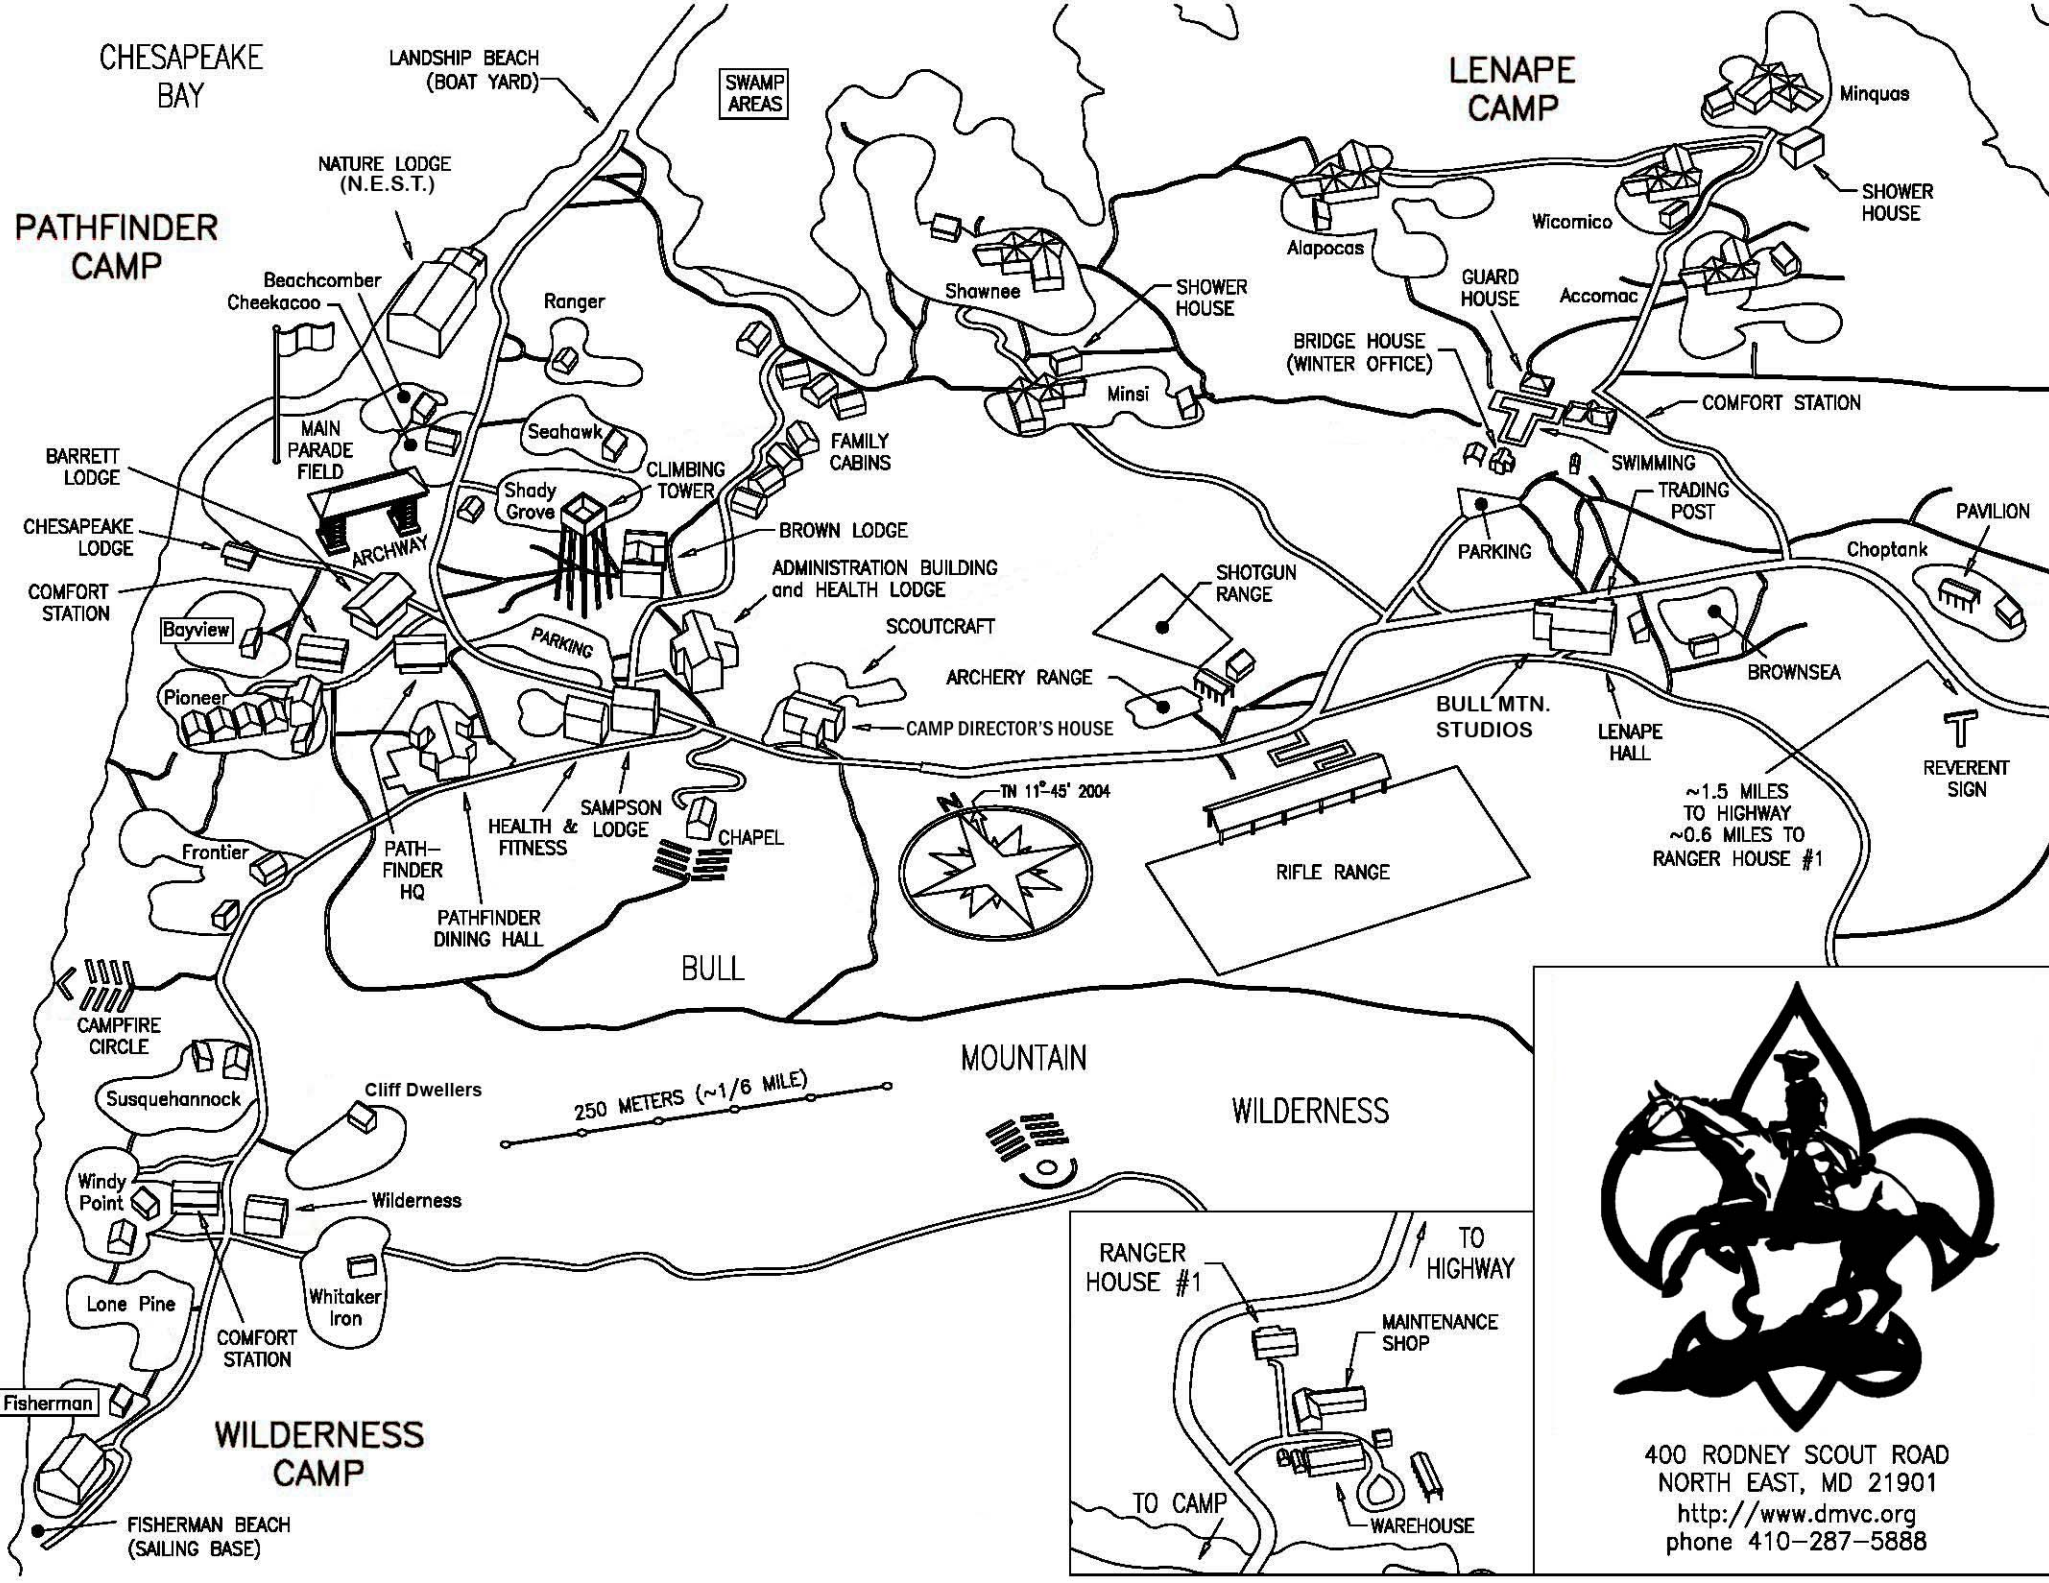 CHESAPEAKE
BAY
LANDSHIP BEACH
(BOAT YARD)
SWAMP
AREAS
LENAPE
CAMP
Minquas
NATURE LODGE
(N.E.S.T.)
PATHFINDER
CAMP
SHOWER
HOUSE
Wicomico
Alapocas
Beachcomber
Cheekacoo
Ranger
Shawnee
SHOWER
HOUSE
GUARD
HOUSE
Accomac
BRIDGE HOUSE
(WINTER OFFICE)
Minsi
COMFORT STATION
MAIN
PARADE
FIELD
Seahawk
FAMILY
CABINS
BARRETT
LODGE
CLIMBING
TOWER
SWIMMING
Shady
Grove
TRADING
POST
PAVILION
CHESAPEAKE
LODGE
ARCHWAY
BROWN LODGE
PARKING
Choptank
COMFORT
STATION
ADMINISTRATION BUILDING
and HEALTH LODGE
SHOTGUN
RANGE
Bayview
PARKING
SCOUTCRAFT
BROWNSEA
Pioneer
ARCHERY RANGE
BULL MTN.
STUDIOS
CAMP DIRECTOR'S HOUSE
LENAPE
HALL
REVERENT
SIGN
TN 11°-45' 2004
N
~1.5 MILES
TO HIGHWAY
~0.6 MILES TO
RANGER HOUSE #1
SAMPSON
LODGE
HEALTH &
FITNESS
CHAPEL
Frontier
PATH-
FINDER
HQ
RIFLE RANGE
PATHFINDER
DINING HALL
BULL
CAMPFIRE
CIRCLE
MOUNTAIN
Susquehannock
Cliff Dwellers
250 METERS (~1/6 MILE)
WILDERNESS
Windy
Point
Wilderness
Whitaker
Iron
Lone Pine
COMFORT
STATION
Fisherman
WILDERNESS
CAMP
FISHERMAN BEACH
(SAILING BASE)
RANGER
HOUSE #1
TO
HIGHWAY
MAINTENANCE
SHOP
TO CAMP
WAREHOUSE
400 RODNEY SCOUT ROAD
NORTH EAST, MD 21901
http://www.dmvc.org
phone 410-287-5888